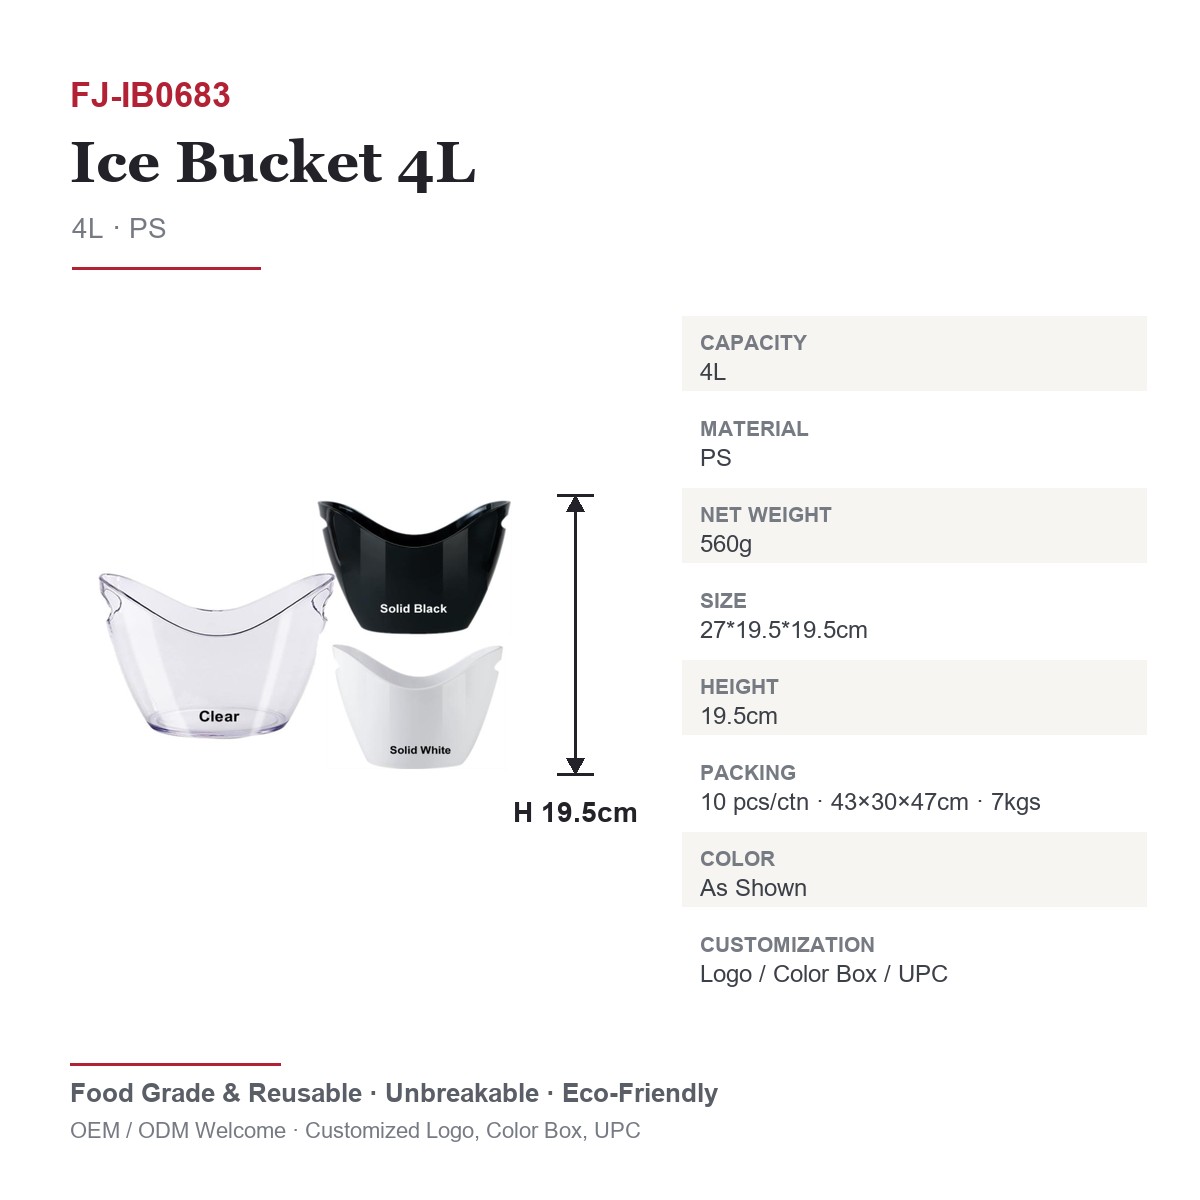 FJ-IB0683
Ice Bucket 4L
4L · PS
Solid Black
Clear
Solid White
H 19.5cm
CAPACITY
4L
MATERIAL
PS
NET WEIGHT
560g
SIZE
27*19.5*19.5cm
HEIGHT
19.5cm
PACKING
10 pcs/ctn · 43×30×47cm · 7kgs
COLOR
As Shown
CUSTOMIZATION
Logo / Color Box / UPC
Food Grade & Reusable · Unbreakable · Eco-Friendly
OEM / ODM Welcome · Customized Logo, Color Box, UPC